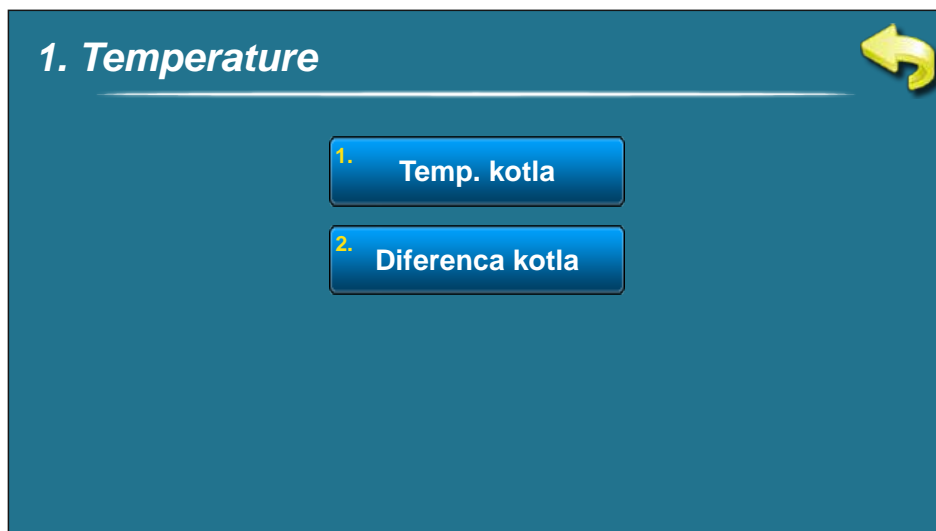 1. Temperature
1.
Temp. kotla
2.
Diferenca kotla